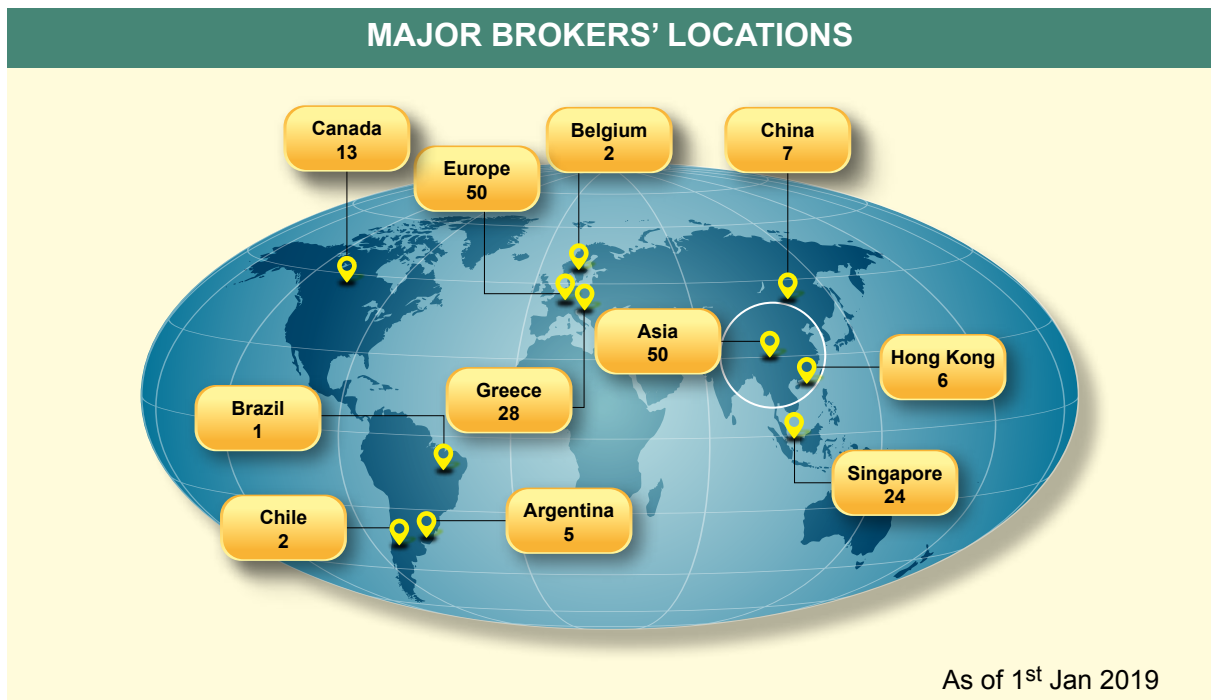 MAJOR BROKERS’ LOCATIONS
Canada
13
Europe
50
Belgium
2
China
7
Asia
50
Hong Kong
6
Greece
28
Brazil
1
Singapore
24
Chile
2
Argentina
5
As of 1st Jan 2019